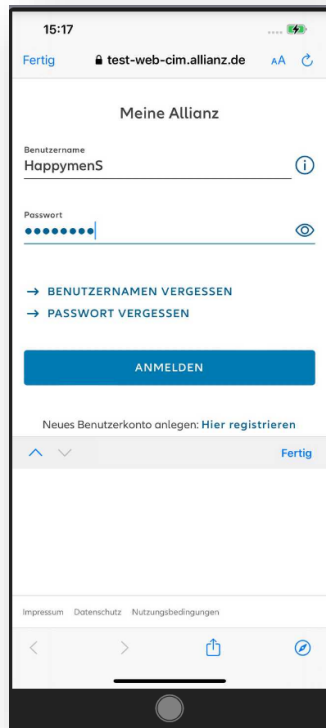 15:17
Fertig test-web-cim.allianz.de AA
Meine Allianz
Benutzername
HappymenS
Passwort
→ BENUTZERNAMEN VERGESSEN
→ PASSWORT VERGESSEN
ANMELDEN
Neues Benutzerkonto anlegen: Hier registrieren
Fertig
Impressum Datenschutz Nutzungsbedingungen